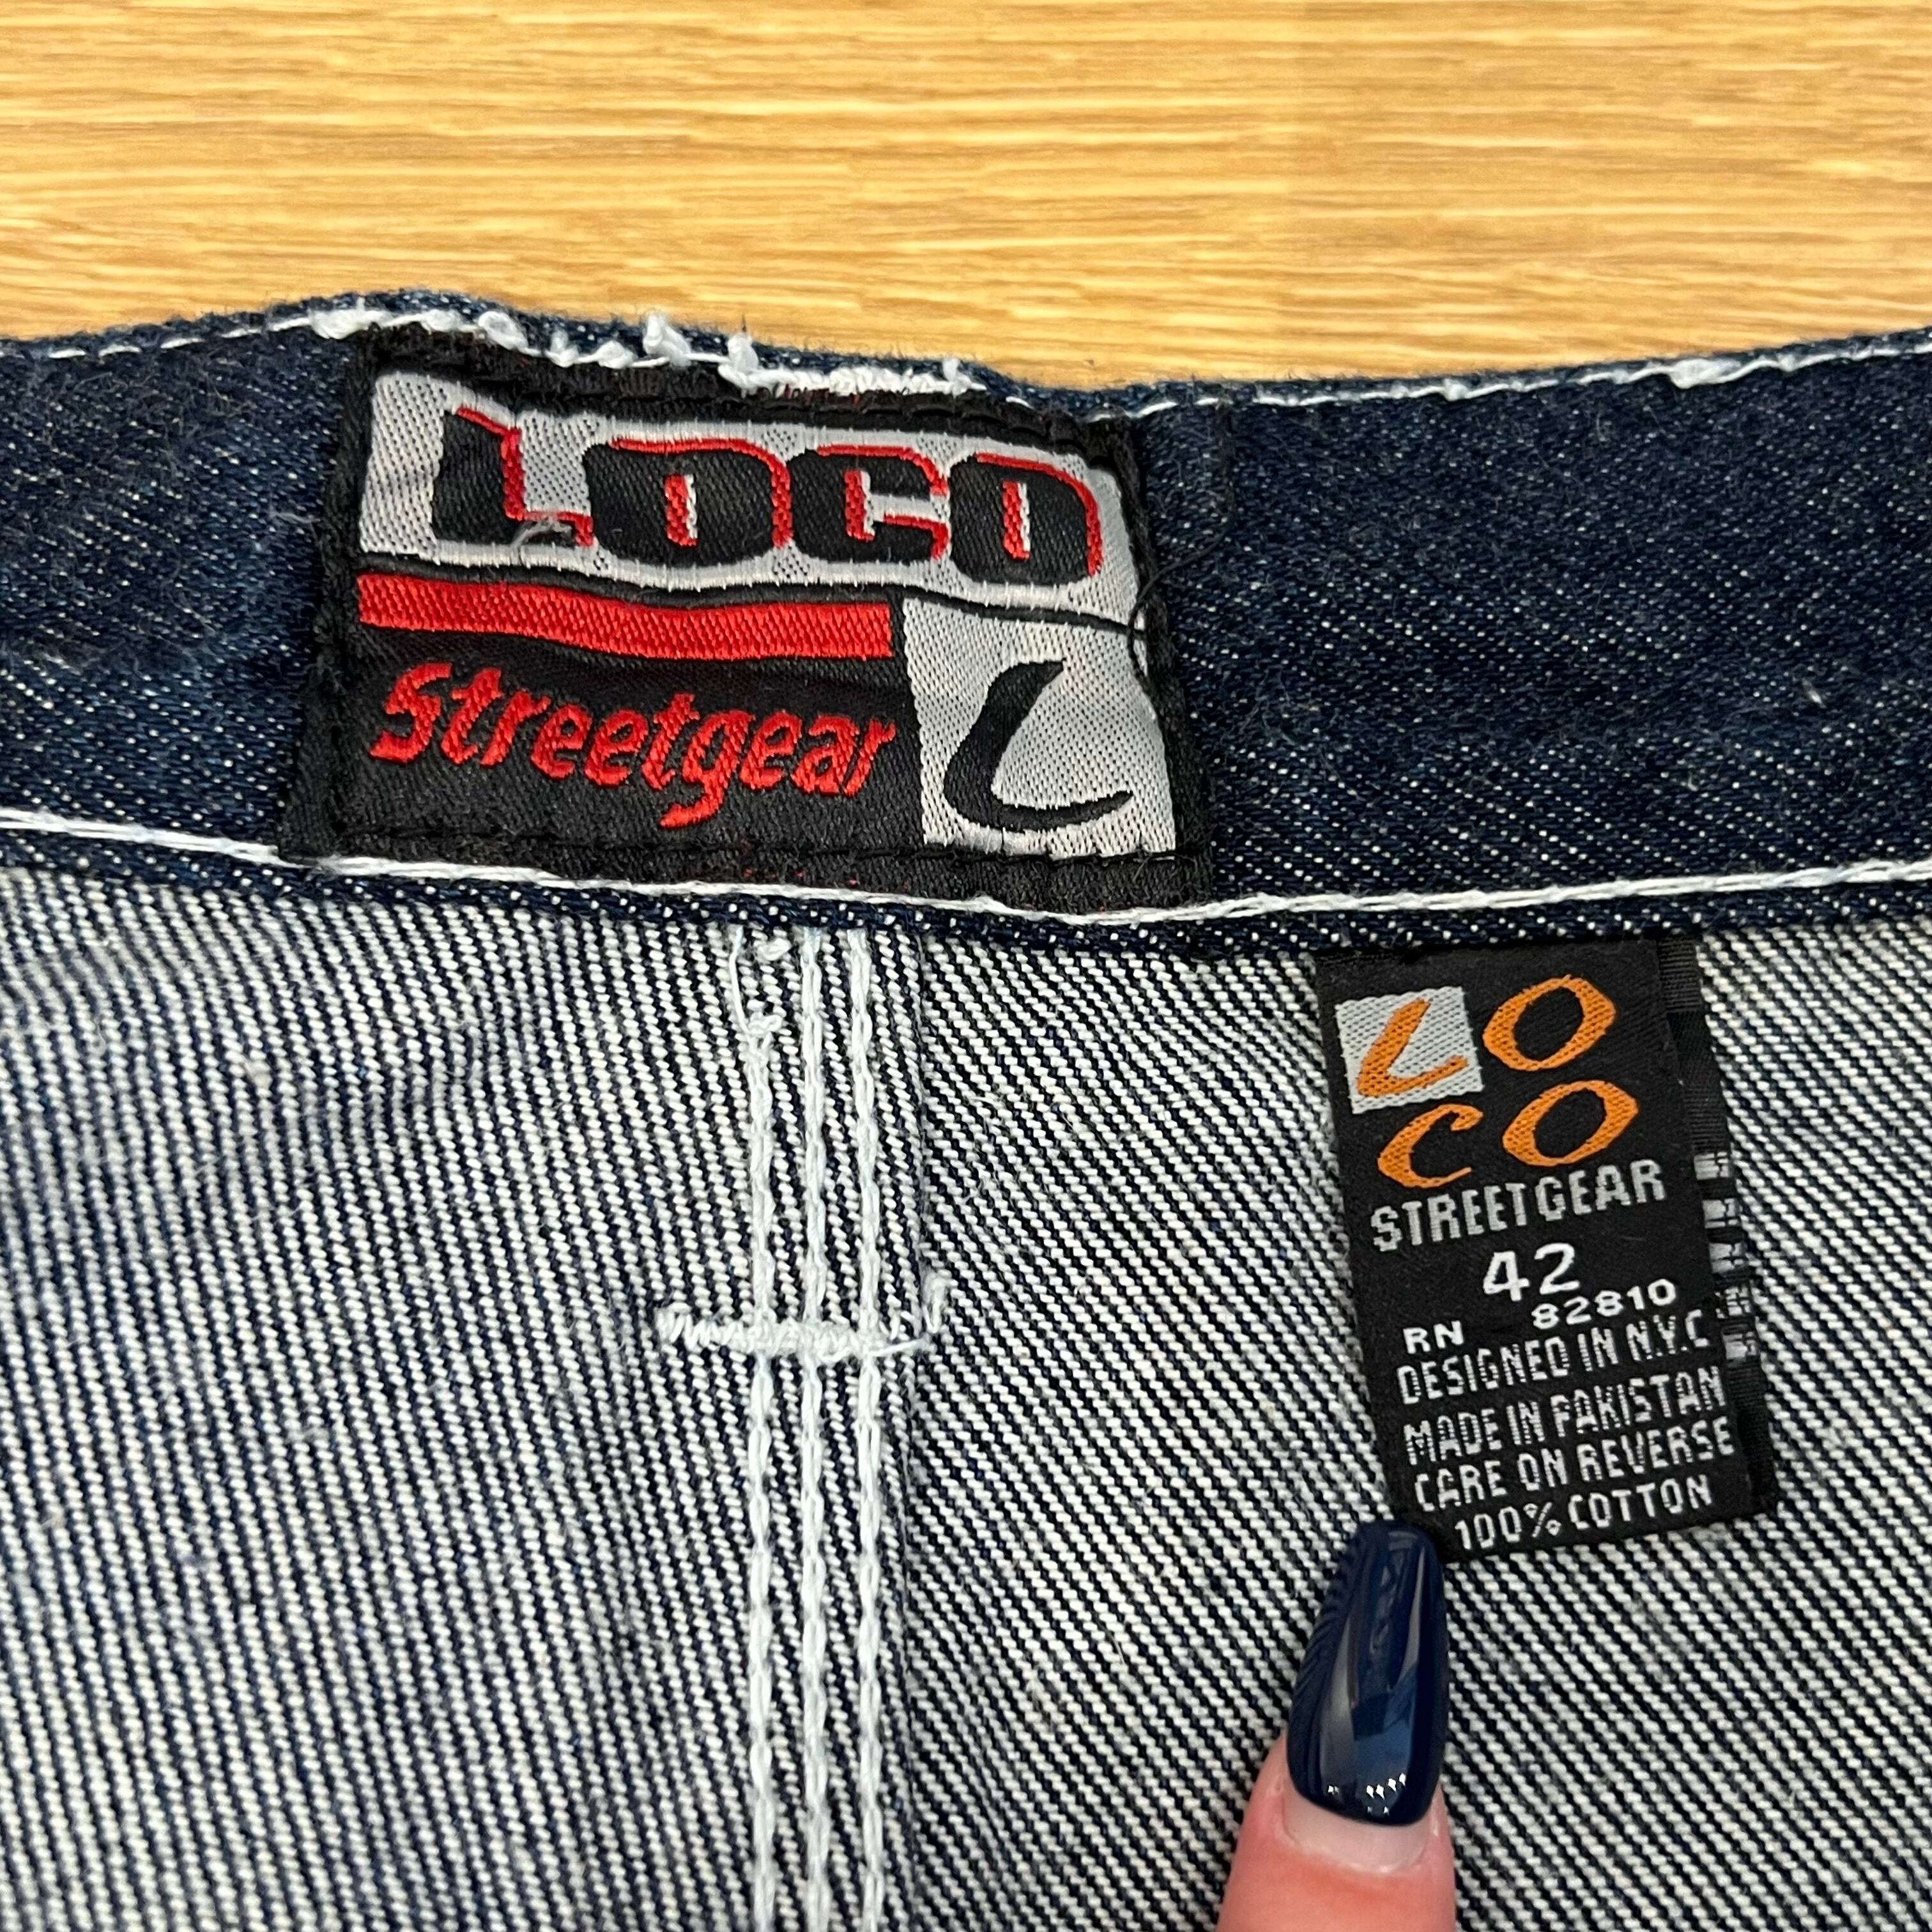 LOCO
Streetgear
L
LO
CO
STREETGEAR
42
RN 82810
DESIGNED IN N.Y.C
MADE IN PAKISTAN
CARE ON REVERSE
100% COTTON